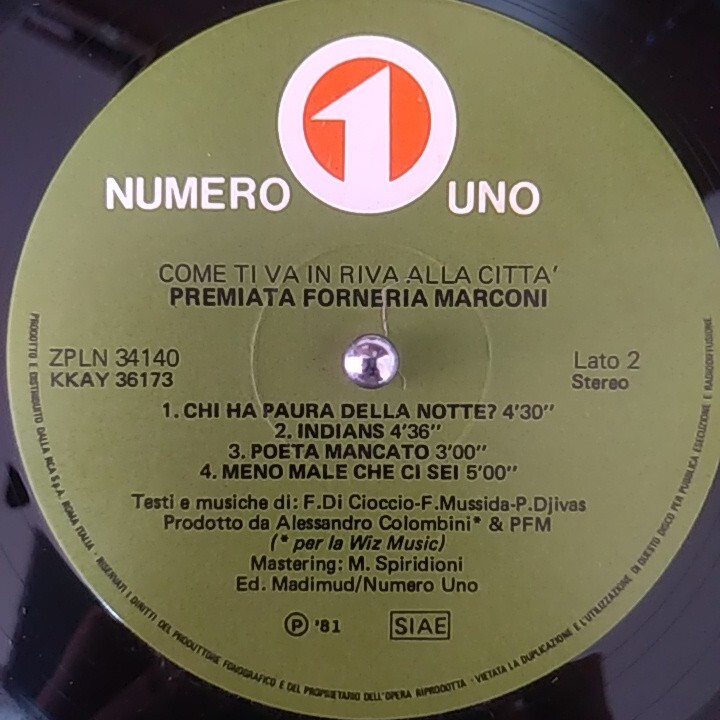 1
NUMERO UNO
COME TI VA IN RIVA ALLA CITTA'
PREMIATA FORNERIA MARCONI
ZPLN 34140
KKAY 36173
Lato 2
Stereo
1. CHI HA PAURA DELLA NOTTE? 4'30"
2. INDIANS 4'36"
3. POETA MANCATO 3'00"
4. MENO MALE CHE CI SEI 5'00"
Testi e musiche di: F.Di Cioccio-F.Mussida-P.Djivas
Prodotto da Alessandro Colombini* & PFM
(* per la Wiz Music)
Mastering: M. Spiridioni
Ed. Madimud/Numero Uno
Ⓟ '81 SIAE
PRODOTTO E DISTRIBUITO DALLA RCA S.p.A. ROMA ITALIA - RISERVATI I DIRITTI DEL PRODUTTORE FONOGRAFICO E DEL PROPRIETARIO DELL'OPERA RIPRODOTTA - VIETATA LA DUPLICAZIONE E L'UTILIZZAZIONE DI QUESTO DISCO PER PUBBLICA ESECUZIONE E RADIODIFFUSIONE